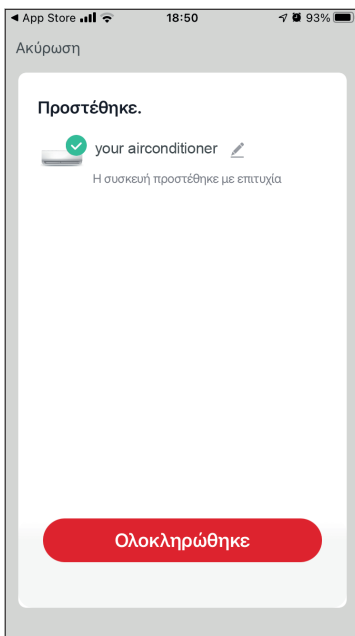 App Store 18:50 93%
Ακύρωση
Προστέθηκε.
your airconditioner
Η συσκευή προστέθηκε με επιτυχία
Ολοκληρώθηκε